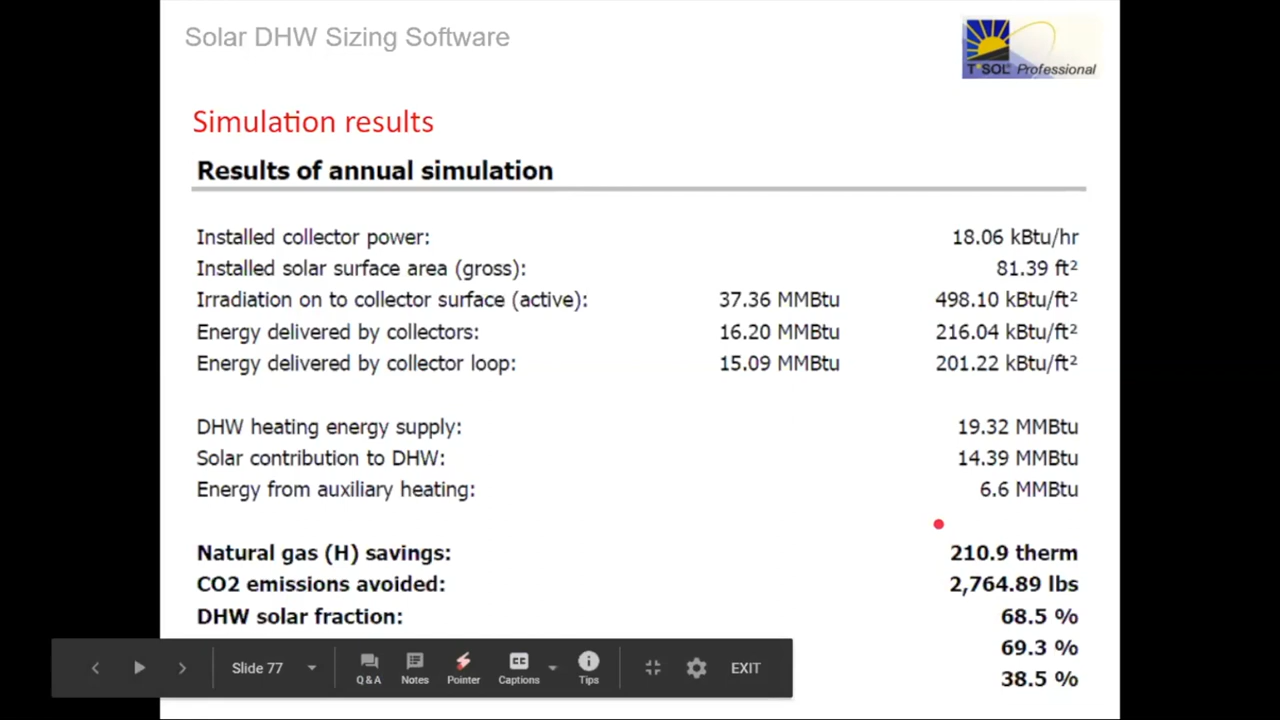 Solar DHW Sizing Software
T*SOL Professional
Simulation results
Results of annual simulation
Installed collector power: 18.06 kBtu/hr
Installed solar surface area (gross): 81.39 ft²
Irradiation on to collector surface (active): 37.36 MMBtu 498.10 kBtu/ft²
Energy delivered by collectors: 16.20 MMBtu 216.04 kBtu/ft²
Energy delivered by collector loop: 15.09 MMBtu 201.22 kBtu/ft²
DHW heating energy supply: 19.32 MMBtu
Solar contribution to DHW: 14.39 MMBtu
Energy from auxiliary heating: 6.6 MMBtu
Natural gas (H) savings: 210.9 therm
CO2 emissions avoided: 2,764.89 lbs
DHW solar fraction: 68.5 %
69.3 %
38.5 %
Slide 77
Q&A Notes Pointer CC Captions Tips EXIT